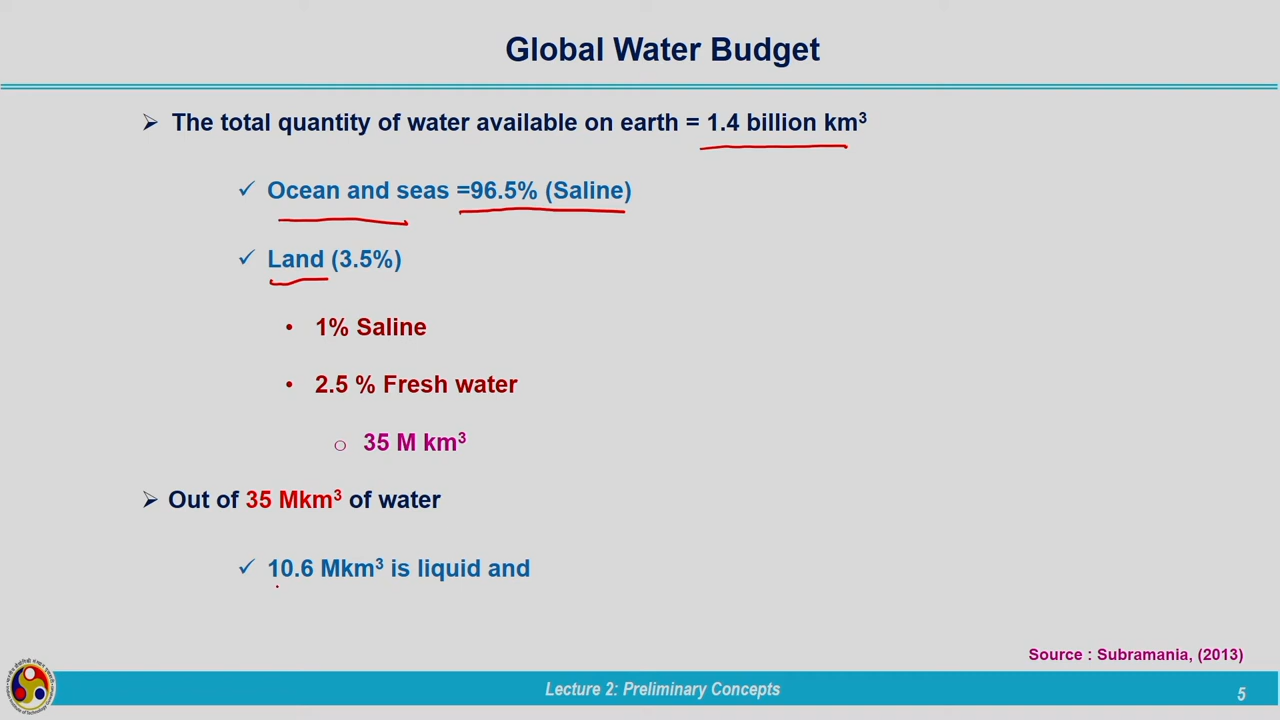 Global Water Budget
➢ The total quantity of water available on earth = 1.4 billion km³
✓ Ocean and seas =96.5% (Saline)
✓ Land (3.5%)
• 1% Saline
• 2.5 % Fresh water
○ 35 M km³
➢ Out of 35 Mkm³ of water
✓ 10.6 Mkm³ is liquid and
Source : Subramania, (2013)
Lecture 2: Preliminary Concepts
5